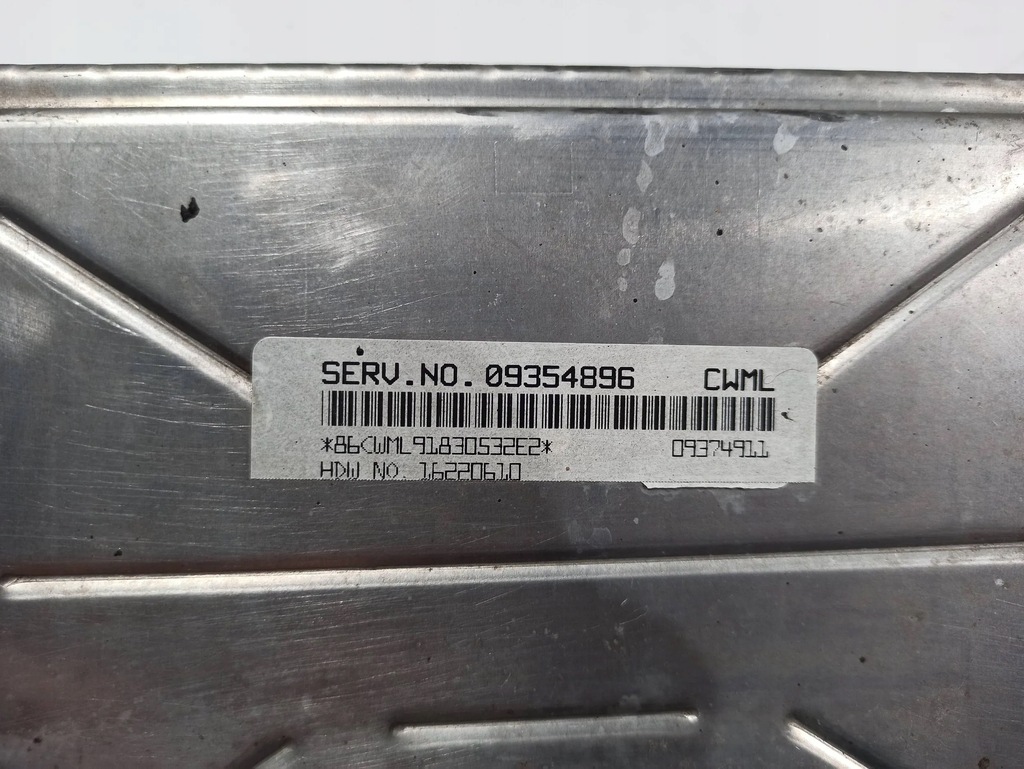 SERV.NO. 09354896 CWML
*86CWML91830532E2* 09374911
HDW NO. 16220610